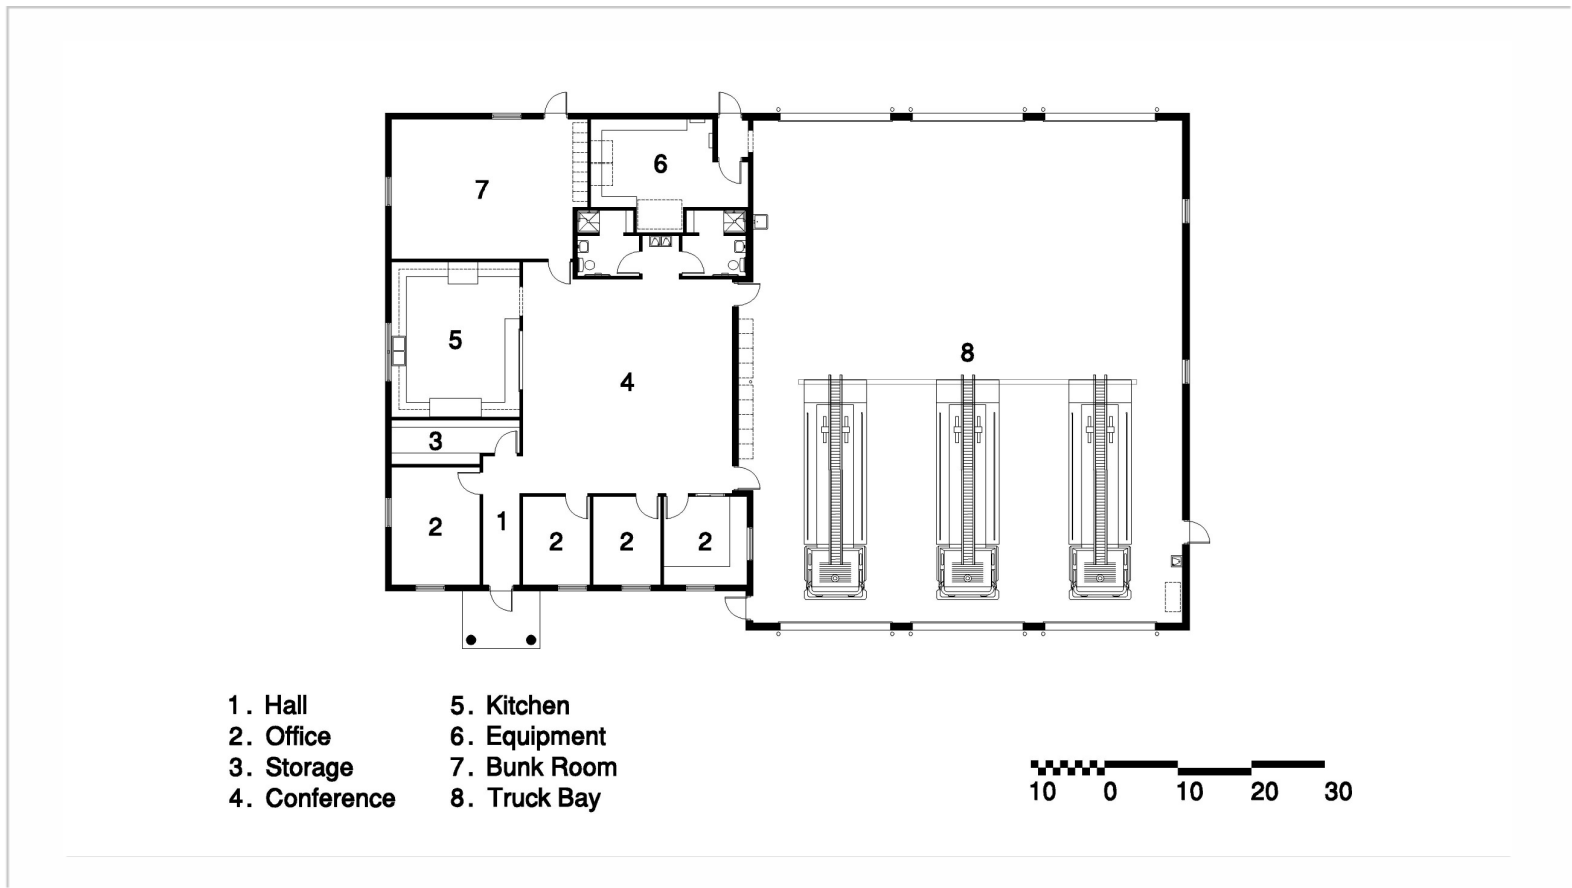 6
7
5
8
4
3
1
2
2
2
2
1. Hall
2. Office
3. Storage
4. Conference
5. Kitchen
6. Equipment
7. Bunk Room
8. Truck Bay
10 0 10 20 30